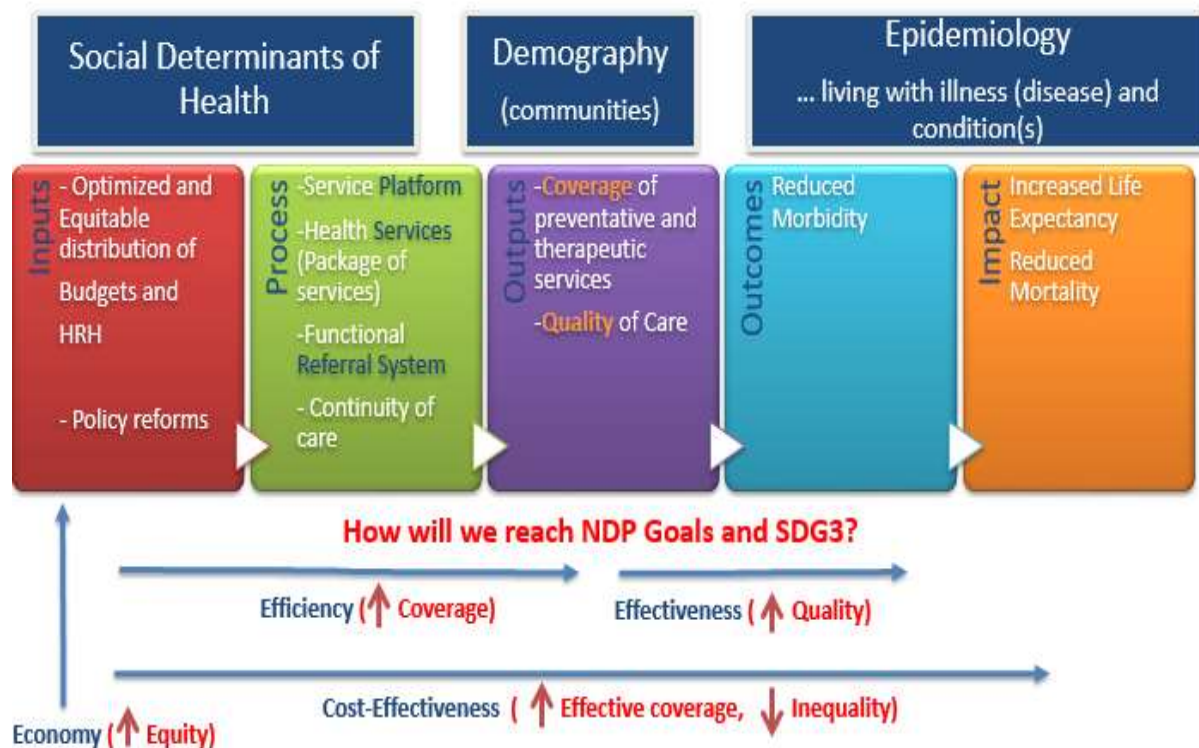 Social Determinants of
Health
Demography
(communities)
Epidemiology
... living with illness (disease) and
condition(s)
Inputs
- Optimized and
Equitable
distribution of
Budgets and
HRH
- Policy reforms
Process
-Service Platform
-Health Services
(Package of
services)
-Functional
Referral System
- Continuity of
care
Outputs
-Coverage of
preventative and
therapeutic
services
-Quality of Care
Outcomes
Reduced
Morbidity
Impact
Increased Life
Expectancy
Reduced
Mortality
How will we reach NDP Goals and SDG3?
Efficiency (↑ Coverage)
Effectiveness ( ↑ Quality)
Cost-Effectiveness ( ↑ Effective coverage, ↓ Inequality)
Economy (↑ Equity)